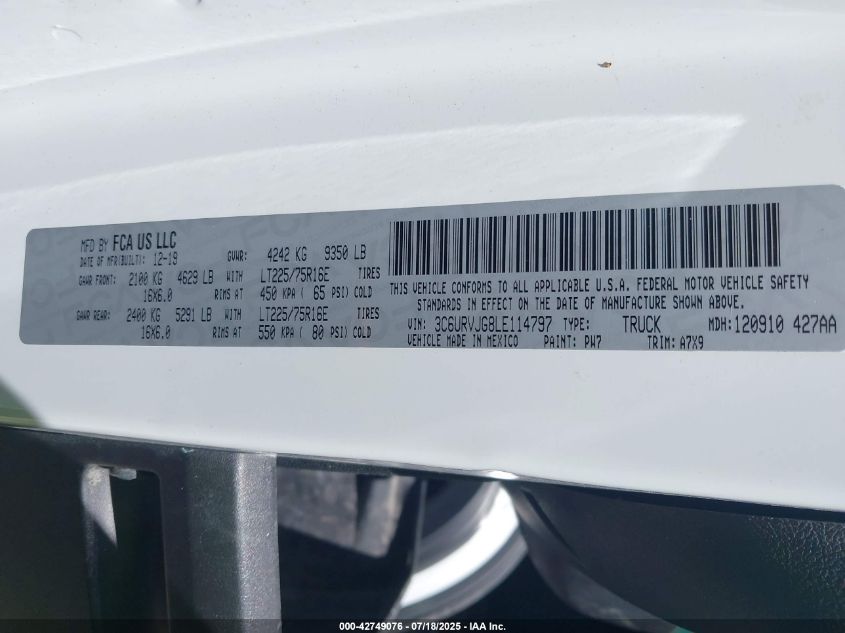 MFD BY FCA US LLC
DATE OF MFR(BUILT): 12-19 GVWR: 4242 KG 9350 LB
GAWR FRONT: 2100 KG 4629 LB WITH LT225/75R16E TIRES
16X6.0 RIMS AT 450 KPA ( 65 PSI) COLD
GAWR REAR: 2400 KG 5291 LB WITH LT225/75R16E TIRES
16X6.0 RIMS AT 550 KPA ( 80 PSI) COLD
THIS VEHICLE CONFORMS TO ALL APPLICABLE U.S.A. FEDERAL MOTOR VEHICLE SAFETY
STANDARDS IN EFFECT ON THE DATE OF MANUFACTURE SHOWN ABOVE.
VIN: 3C6URVJG8LE114797 TYPE: TRUCK MDH:120910 427AA
VEHICLE MADE IN MEXICO PAINT: PW7 TRIM: A7X9
000-42749076 - 07/18/2025 - IAA Inc.